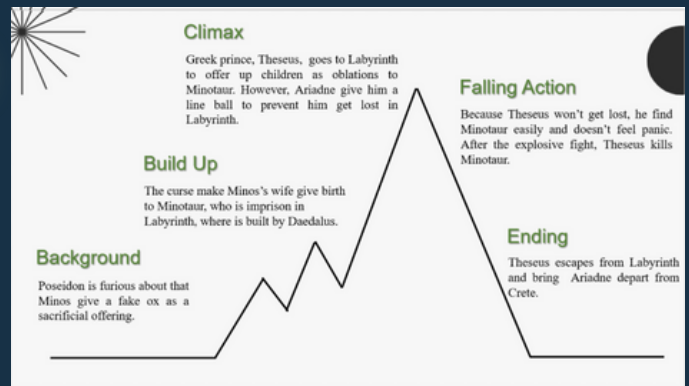 Climax
Greek prince, Theseus, goes to Labyrinth
to offer up children as oblations to
Minotaur. However, Ariadne give him a
line ball to prevent him get lost in
Labyrinth.
Falling Action
Because Theseus won't get lost, he find
Minotaur easily and doesn't feel panic.
After the explosive fight, Theseus kills
Minotaur.
Build Up
The curse make Minos's wife give birth
to Minotaur, who is imprison in
Labyrinth, where is built by Daedalus.
Ending
Theseus escapes from Labyrinth
and bring Ariadne depart from
Crete.
Background
Poseidon is furious about that
Minos give a fake ox as a
sacrificial offering.